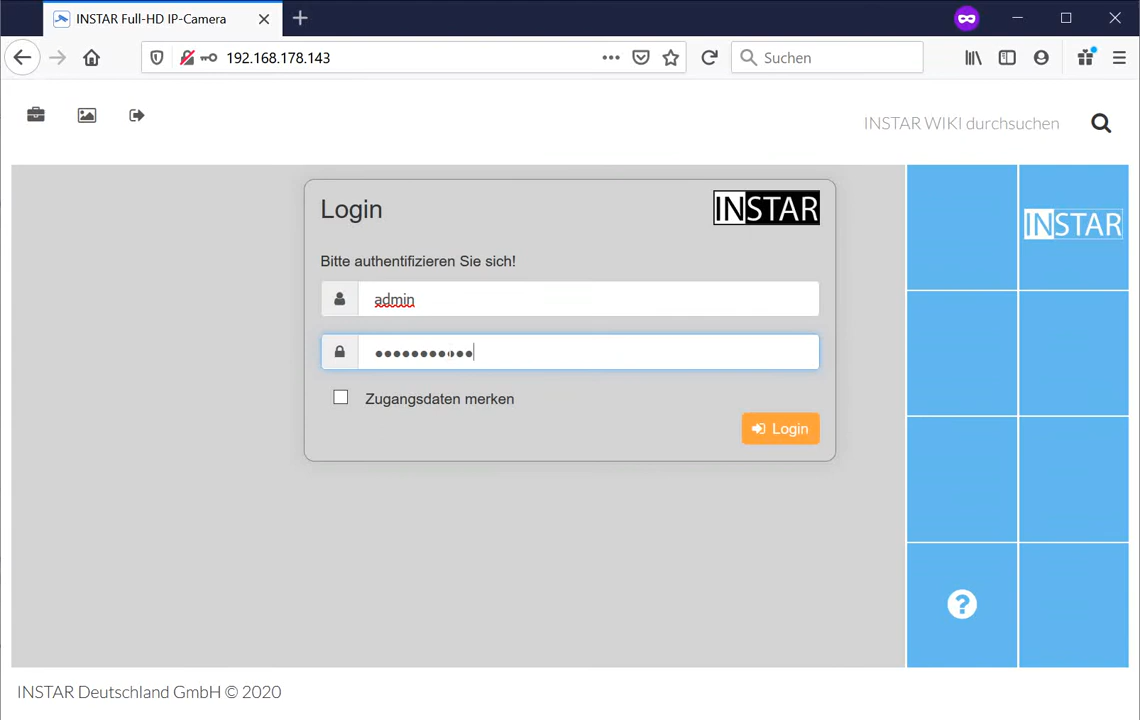 INSTAR Full-HD IP-Camera
192.168.178.143
Suchen
INSTAR WIKI durchsuchen
Login
INSTAR
INSTAR
Bitte authentifizieren Sie sich!
admin
●●●●●●●●●●●
Zugangsdaten merken
Login
?
INSTAR Deutschland GmbH © 2020